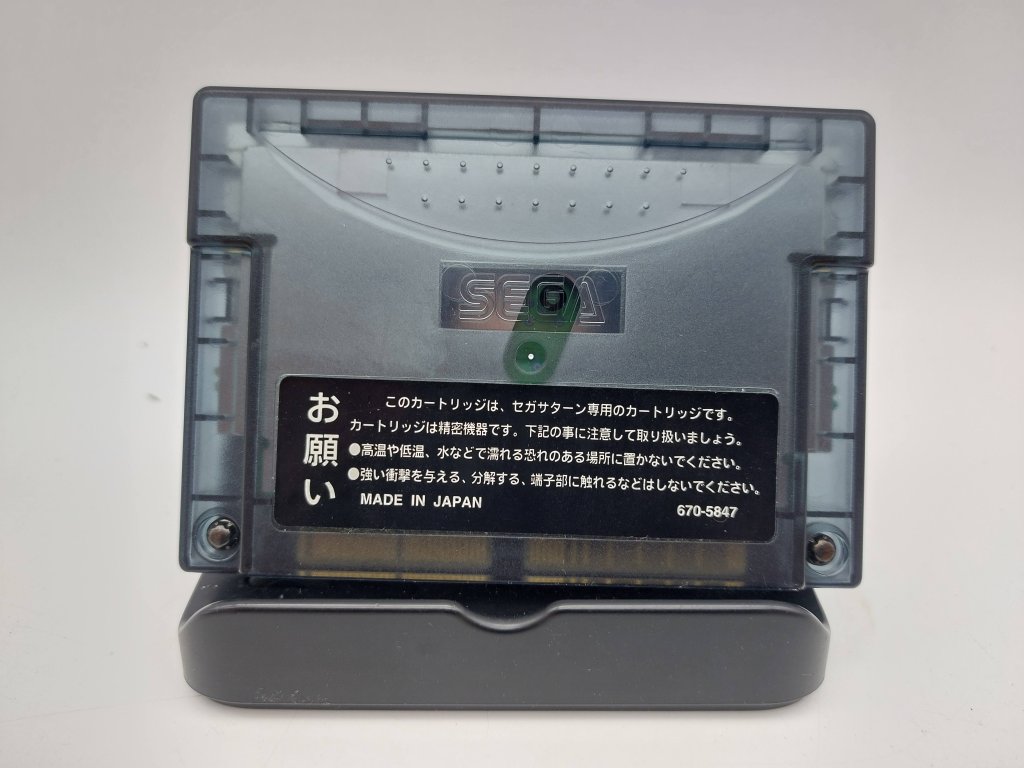 SEGA
お願い
このカートリッジは、セガサターン専用のカートリッジです。
カートリッジは精密機器です。下記の事に注意して取り扱いましょう。
●高温や低温、水などで濡れる恐れのある場所に置かないでください。
●強い衝撃を与える、分解する、端子部に触れるなどはしないでください。
MADE IN JAPAN
670-5847